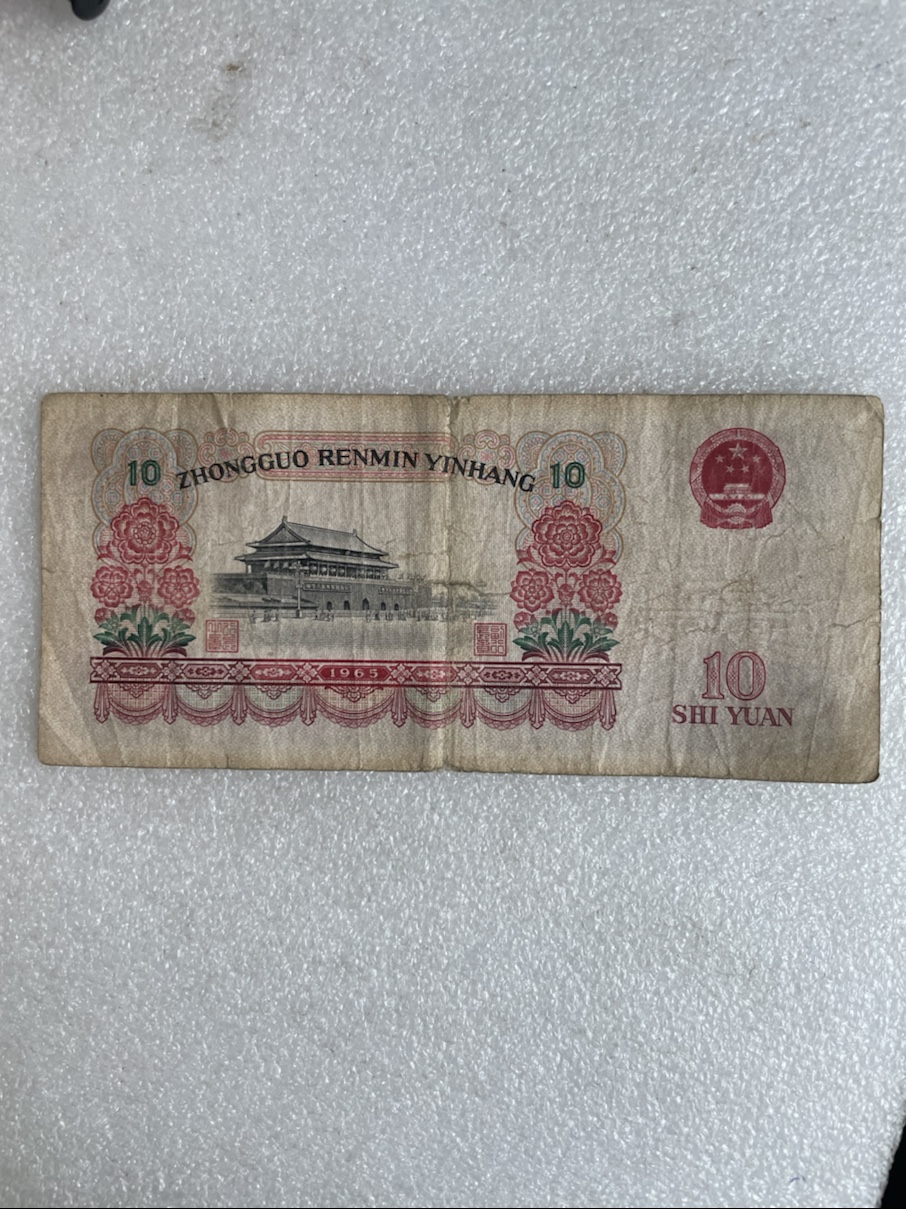 10 ZHONGGUO RENMIN YINHANG 10
1965
10
SHI YUAN